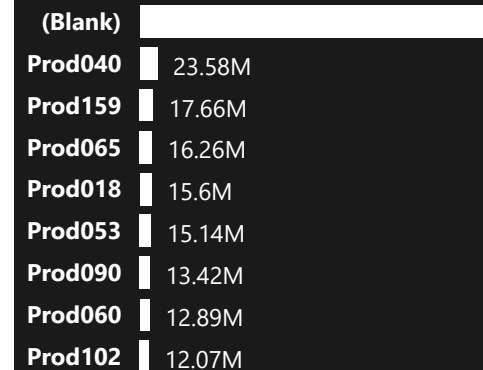 (Blank)
Prod040 23.58M
Prod159 17.66M
Prod065 16.26M
Prod018 15.6M
Prod053 15.14M
Prod090 13.42M
Prod060 12.89M
Prod102 12.07M